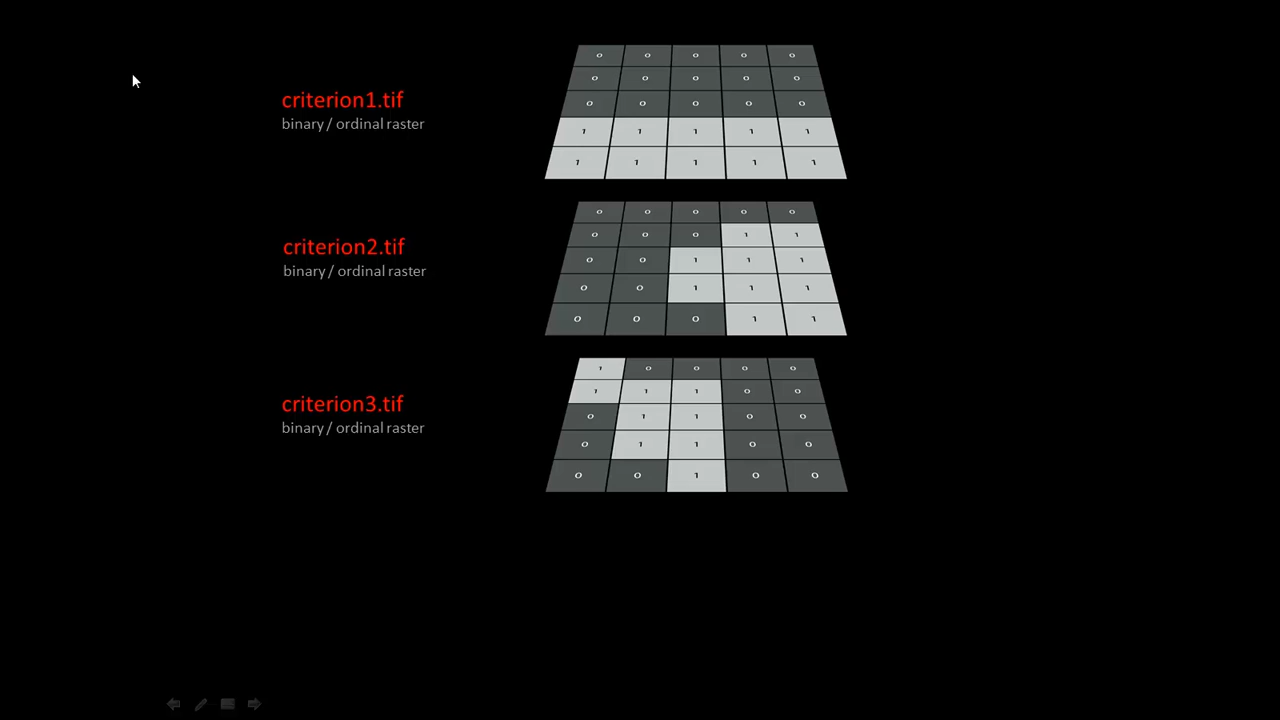 criterion1.tif
binary / ordinal raster
0 0 0 0 0
0 0 0 0 0
0 0 0 0 0
1 1 1 1 1
1 1 1 1 1
criterion2.tif
binary / ordinal raster
0 0 0 0 0
0 0 0 1 1
0 0 1 1 1
0 0 1 1 1
0 0 0 1 1
criterion3.tif
binary / ordinal raster
1 0 0 0 0
1 1 1 0 0
0 1 1 0 0
0 1 1 0 0
0 0 1 0 0